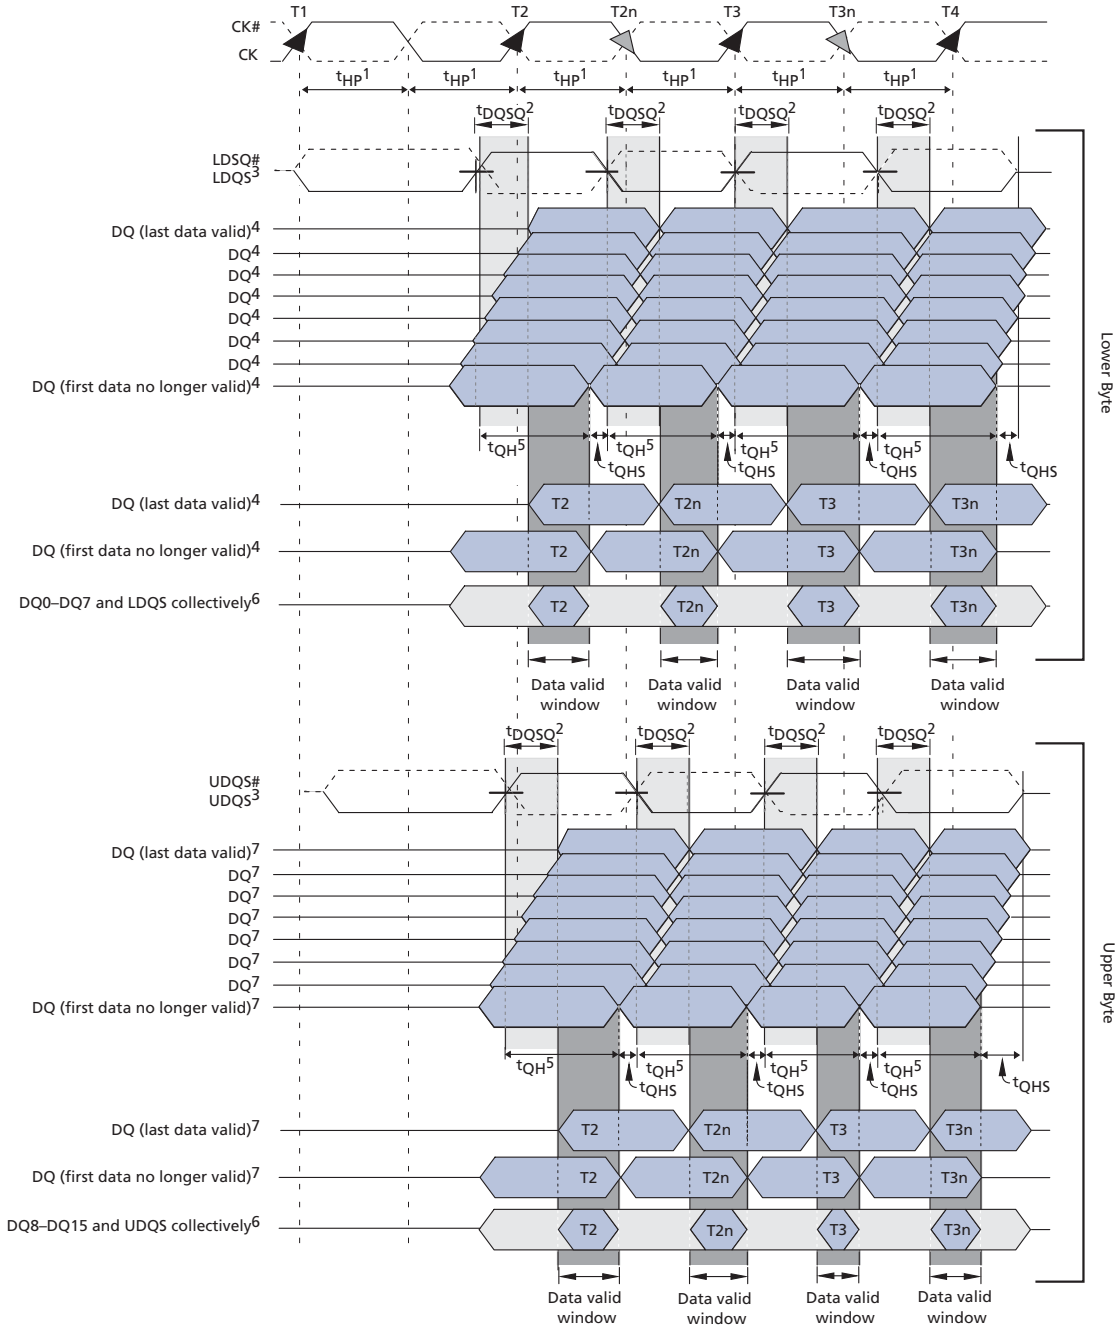 T1 T2 T2n T3 T3n T4
CK#
CK
tHP1 tHP1 tHP1 tHP1 tHP1 tHP1
tDQSQ2 tDQSQ2 tDQSQ2 tDQSQ2
LDSQ#
LDQS3
DQ (last data valid)4
DQ4
DQ4
DQ4
DQ4
DQ4
DQ4
DQ (first data no longer valid)4
Lower Byte
tQH5 tQH5 tQH5 tQH5
tQHS tQHS tQHS tQHS
DQ (last data valid)4 T2 T2n T3 T3n
DQ (first data no longer valid)4 T2 T2n T3 T3n
DQ0–DQ7 and LDQS collectively6 T2 T2n T3 T3n
Data valid window Data valid window Data valid window Data valid window
tDQSQ2 tDQSQ2 tDQSQ2 tDQSQ2
UDQS#
UDQS3
DQ (last data valid)7
DQ7
DQ7
DQ7
DQ7
DQ7
DQ7
DQ (first data no longer valid)7
Upper Byte
tQH5 tQH5 tQH5 tQH5
tQHS tQHS tQHS tQHS
DQ (last data valid)7 T2 T2n T3 T3n
DQ (first data no longer valid)7 T2 T2n T3 T3n
DQ8–DQ15 and UDQS collectively6 T2 T2n T3 T3n
Data valid window Data valid window Data valid window Data valid window